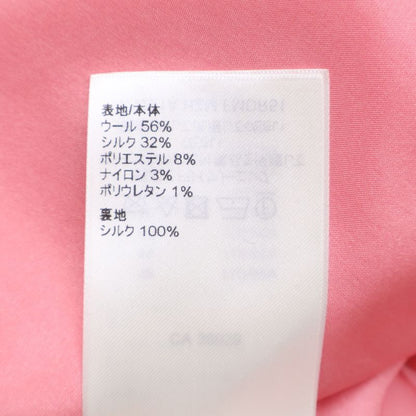 表地/本体
ウール 56%
シルク 32%
ポリエステル 8%
ナイロン 3%
ポリウレタン 1%
裏地
シルク 100%